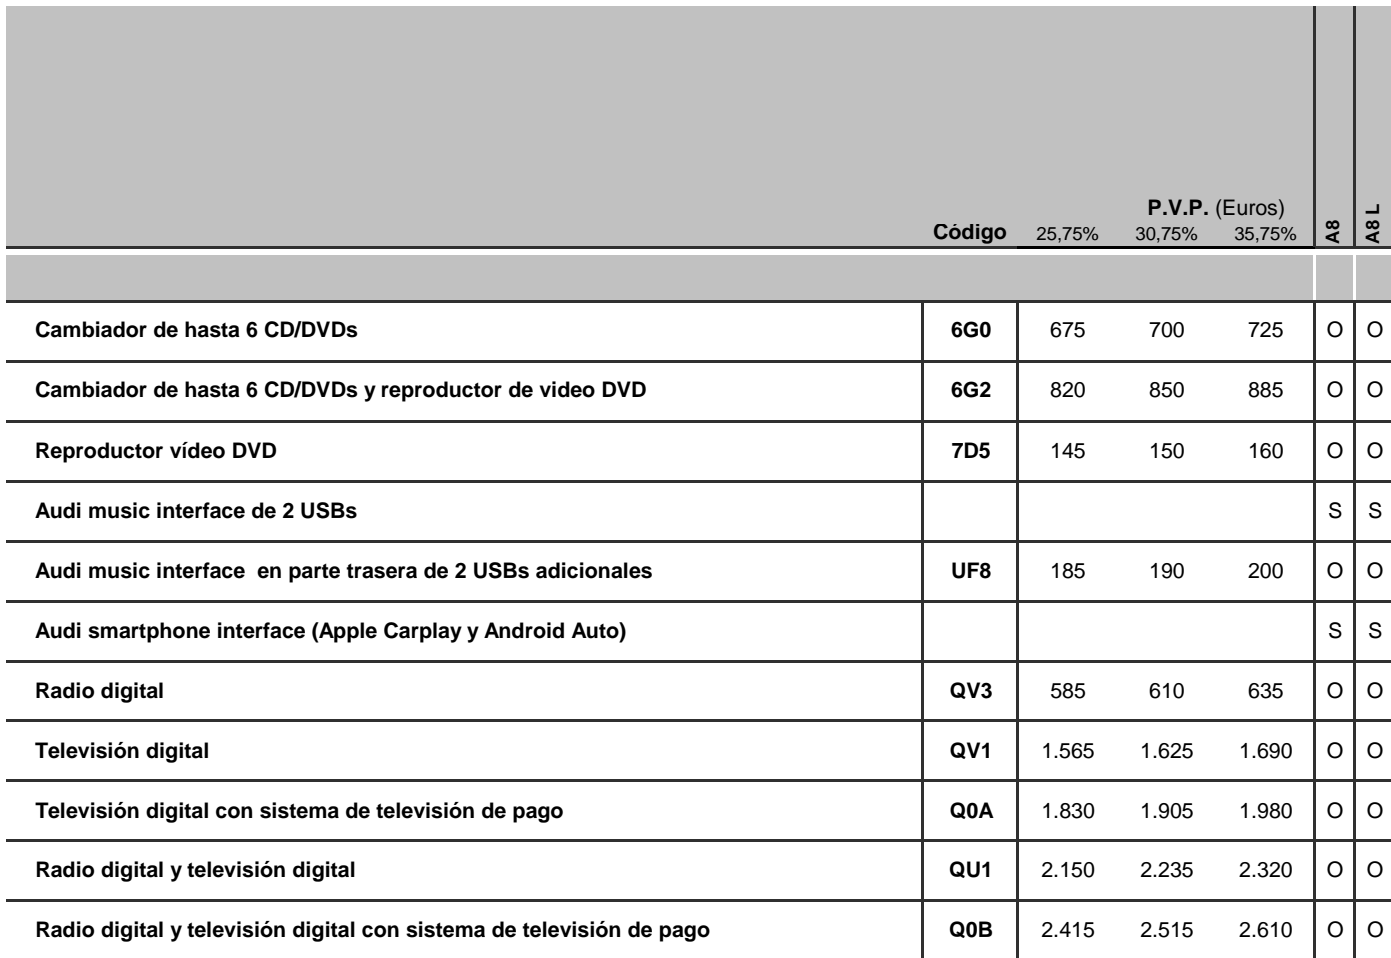 P.V.P. (Euros)
Código 25,75% 30,75% 35,75% A8 A8 L
Cambiador de hasta 6 CD/DVDs 6G0 675 700 725 O O
Cambiador de hasta 6 CD/DVDs y reproductor de video DVD 6G2 820 850 885 O O
Reproductor vídeo DVD 7D5 145 150 160 O O
Audi music interface de 2 USBs S S
Audi music interface  en parte trasera de 2 USBs adicionales UF8 185 190 200 O O
Audi smartphone interface (Apple Carplay y Android Auto) S S
Radio digital QV3 585 610 635 O O
Televisión digital QV1 1.565 1.625 1.690 O O
Televisión digital con sistema de televisión de pago Q0A 1.830 1.905 1.980 O O
Radio digital y televisión digital QU1 2.150 2.235 2.320 O O
Radio digital y televisión digital con sistema de televisión de pago Q0B 2.415 2.515 2.610 O O